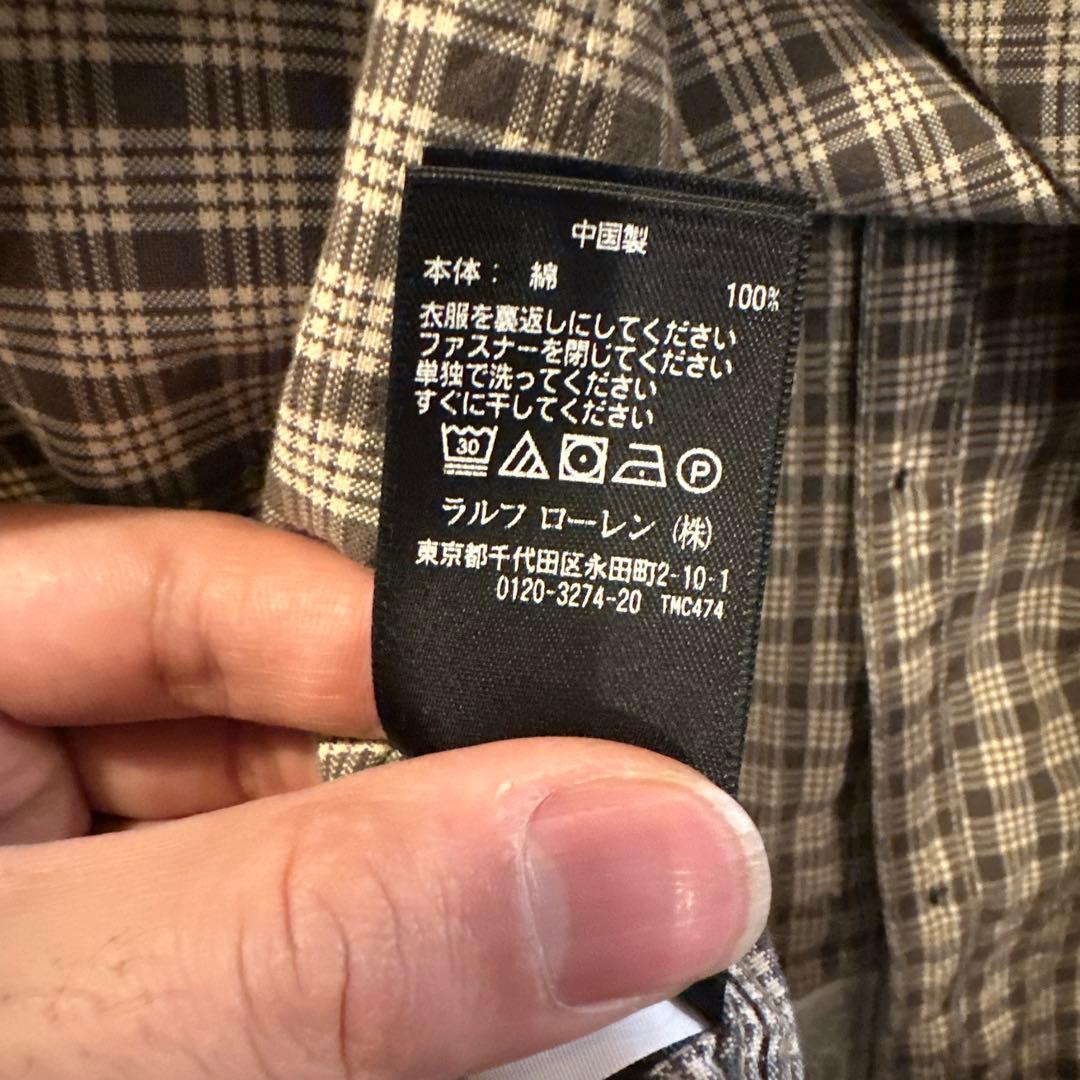 中国製
本体： 綿 100%
衣服を裏返しにしてください
ファスナーを閉じてください
単独で洗ってください
すぐに干してください
30 P
ラルフ ローレン (株)
東京都千代田区永田町2-10-1
0120-3274-20 TMC474